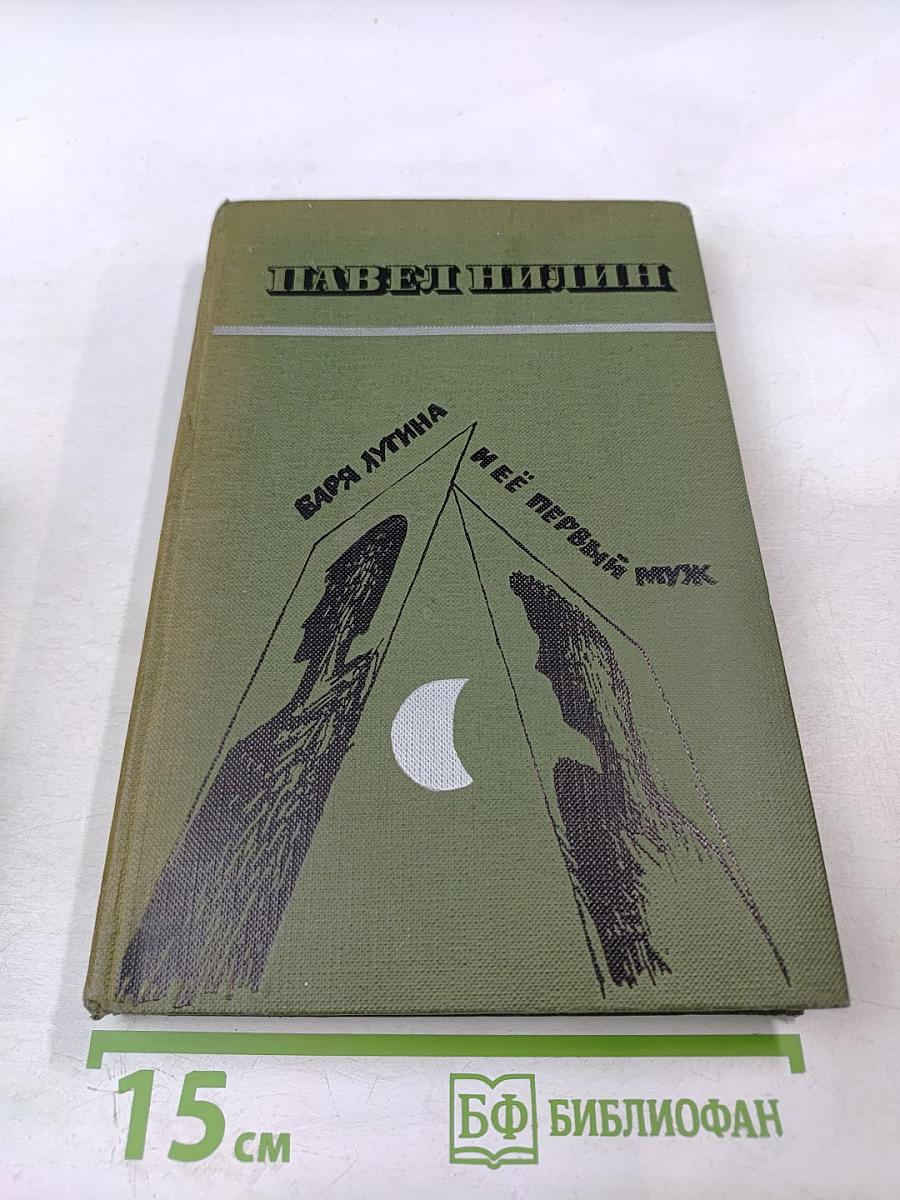 ПАВЕЛ НИЛИН
ВАРЯ ЛУГИНА
И ЕЁ ПЕРВЫЙ МУЖ
15 см
БФ БИБЛИОФАН